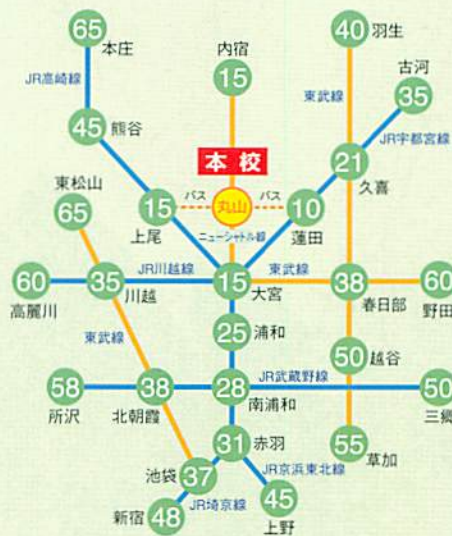 65
本庄
JR高崎線
45
熊谷
内宿
15
40
羽生
東武線
古河
35
JR宇都宮線
21
久喜
本校
東松山
65
15
上尾
バス
丸山
バス
10
蓮田
ニューシャトル線
60
高麗川
35
川越
JR川越線
15
大宮
東武線
38
春日部
60
野田
25
浦和
東武線
50
越谷
58
所沢
38
北朝霞
28
南浦和
JR武蔵野線
50
三郷
31
赤羽
55
草加
池袋
37
JR京浜東北線
新宿
48
JR埼京線
45
上野